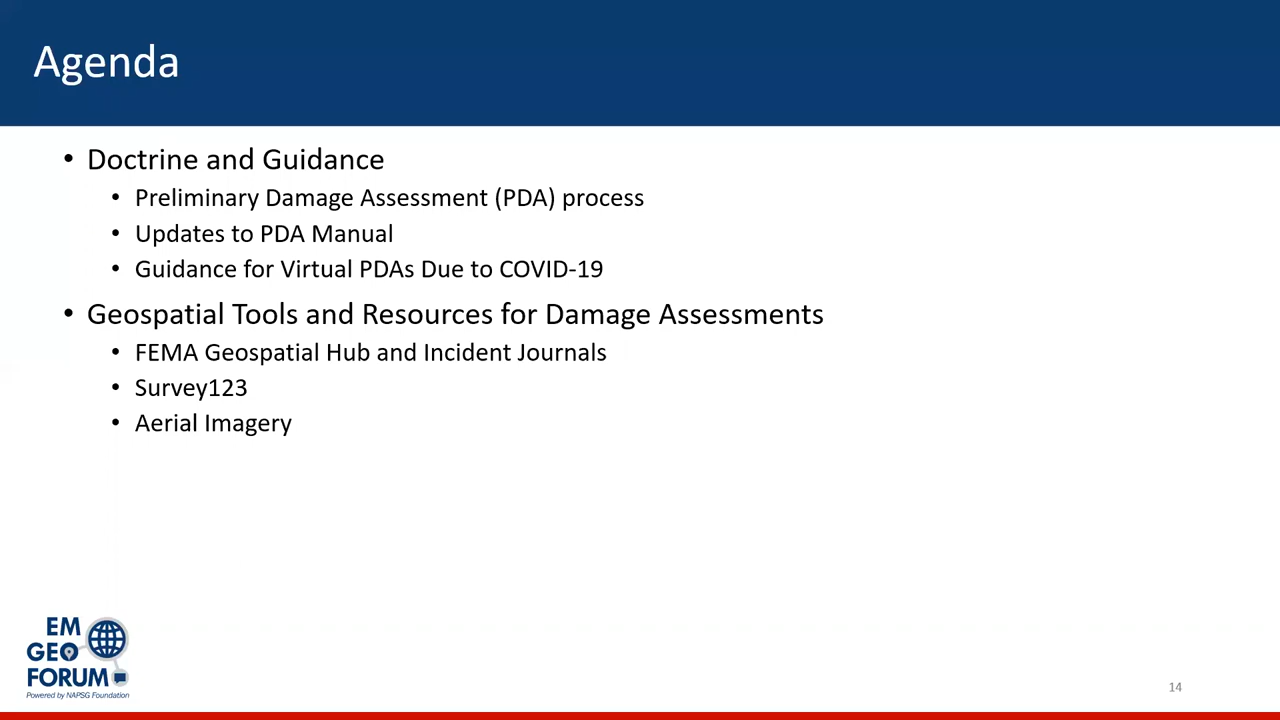 Agenda
• Doctrine and Guidance
• Preliminary Damage Assessment (PDA) process
• Updates to PDA Manual
• Guidance for Virtual PDAs Due to COVID-19
• Geospatial Tools and Resources for Damage Assessments
• FEMA Geospatial Hub and Incident Journals
• Survey123
• Aerial Imagery
EM
GEO
FORUM
Powered by NAPSG Foundation
14